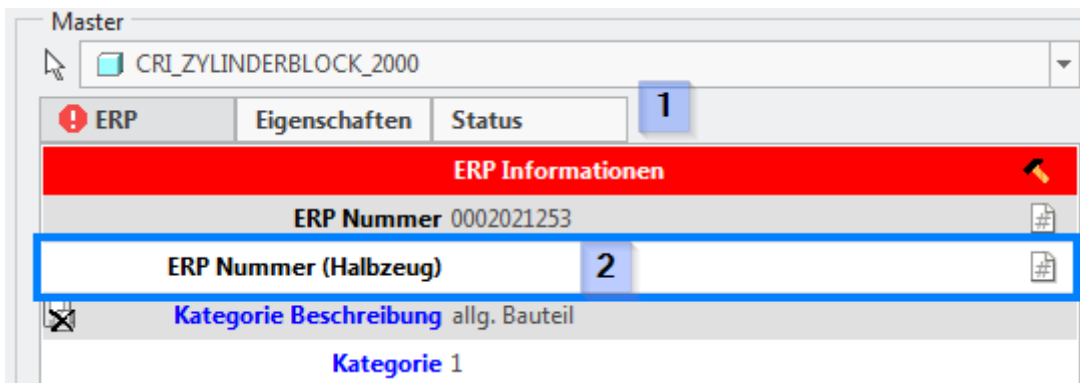 Master
CRI_ZYLINDERBLOCK_2000
ERP Eigenschaften Status 1
ERP Informationen
ERP Nummer 0002021253
ERP Nummer (Halbzeug) 2
Kategorie Beschreibung allg. Bauteil
Kategorie 1